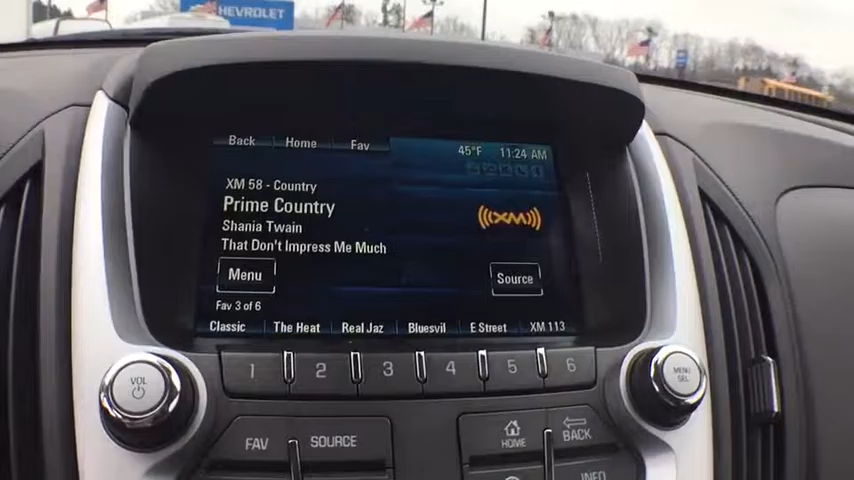 CHEVROLET
Back Home Fav 45°F 11:24 AM
XM 58 - Country
Prime Country
Shania Twain
That Don't Impress Me Much
XM
Menu Source
Fav 3 of 6
Classic The Heat Real Jaz Bluesvil E Street XM 113
1 2 3 4 5 6
VOL
MENU
SEL
FAV SOURCE HOME BACK
INFO